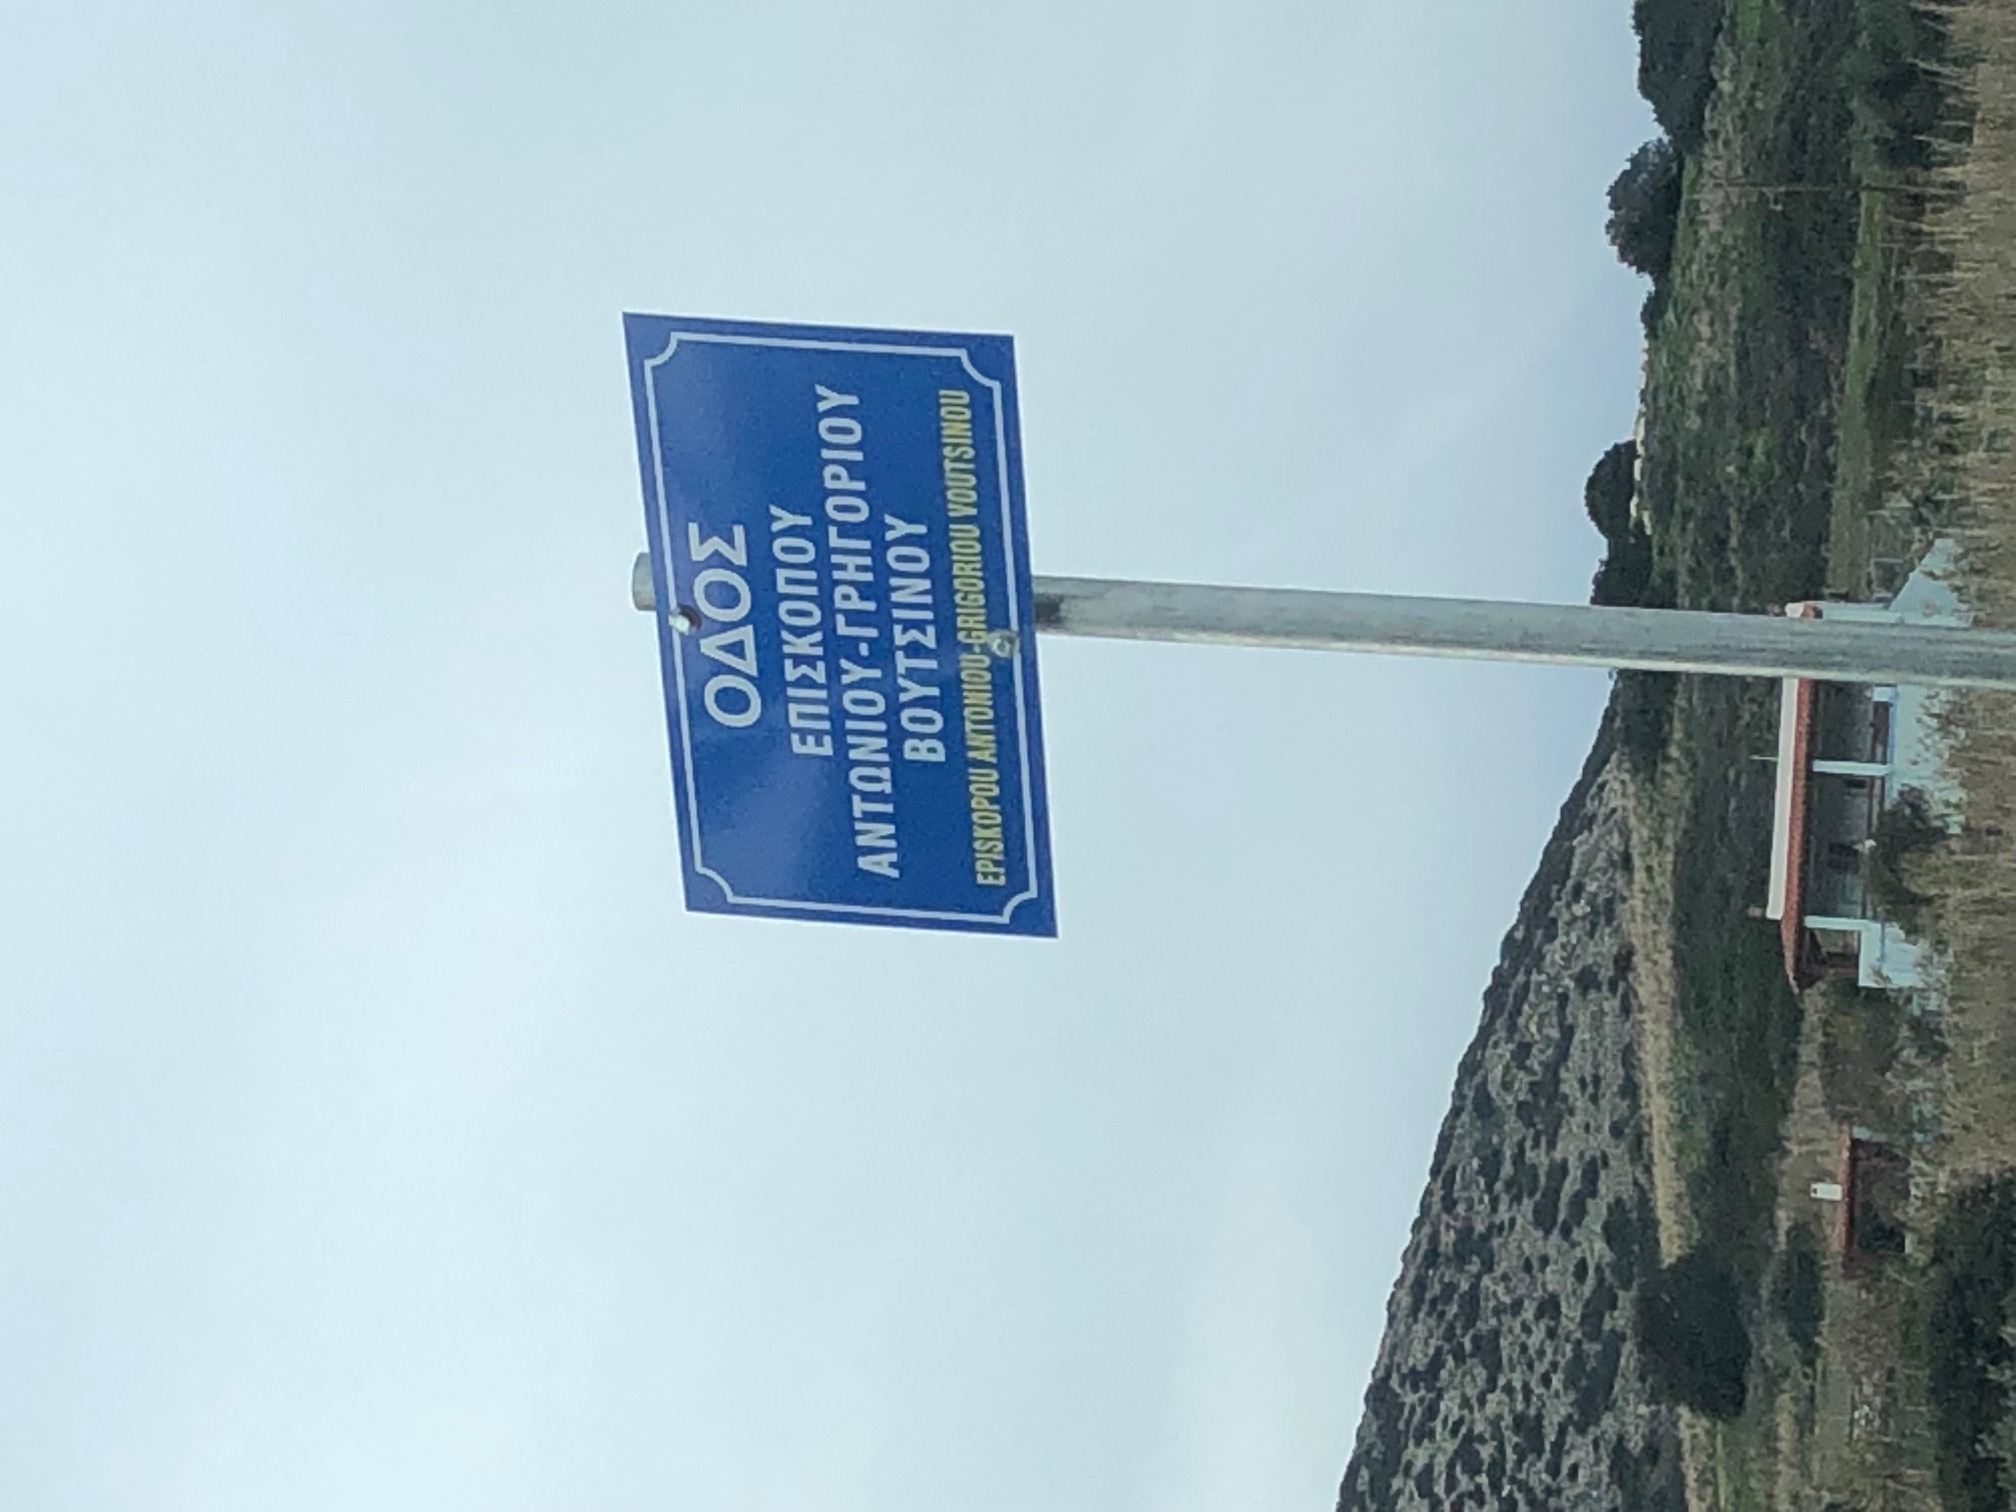 ΟΔΟΣ
ΕΠΙΣΚΟΠΟΥ
ΑΝΤΩΝΙΟΥ-ΓΡΗΓΟΡΙΟΥ
ΒΟΥΤΣΙΝΟΥ
EPISKOPOU ANTONIOU-GRIGORIOU VOUTSINOU